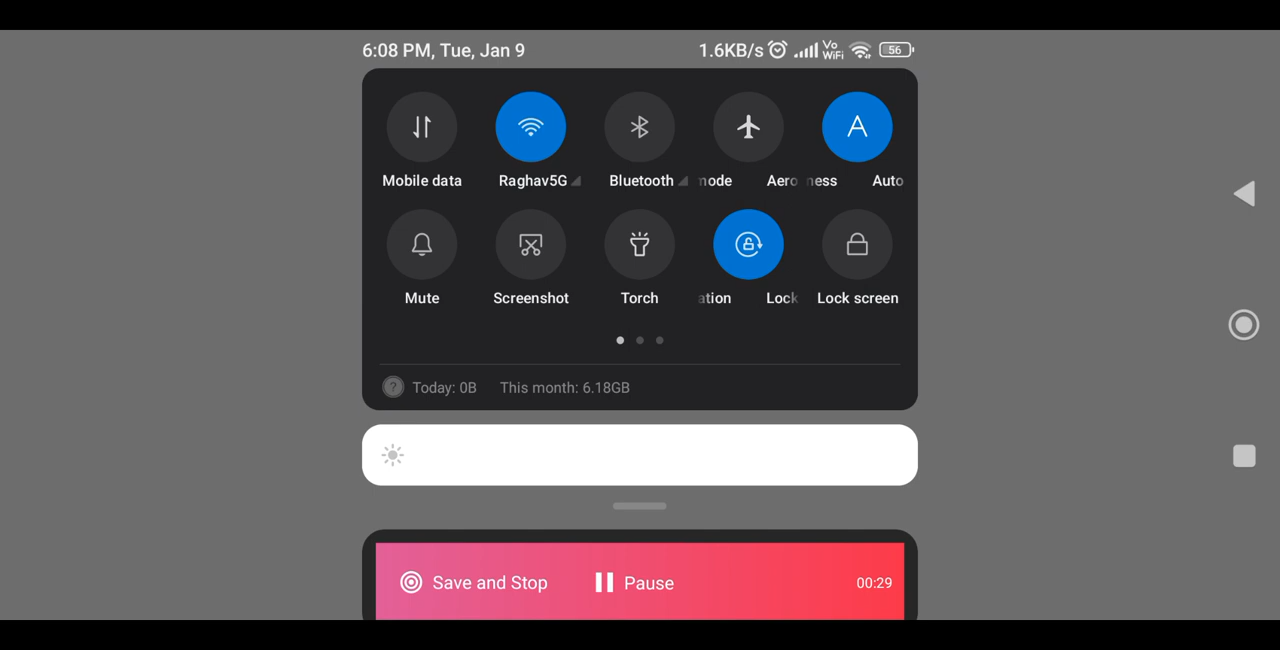 6:08 PM, Tue, Jan 9 1.6KB/s Vo WiFi 56
A
Mobile data Raghav5G Bluetooth mode Aero ness Auto
Mute Screenshot Torch ation Lock Lock screen
? Today: 0B This month: 6.18GB
Save and Stop Pause 00:29